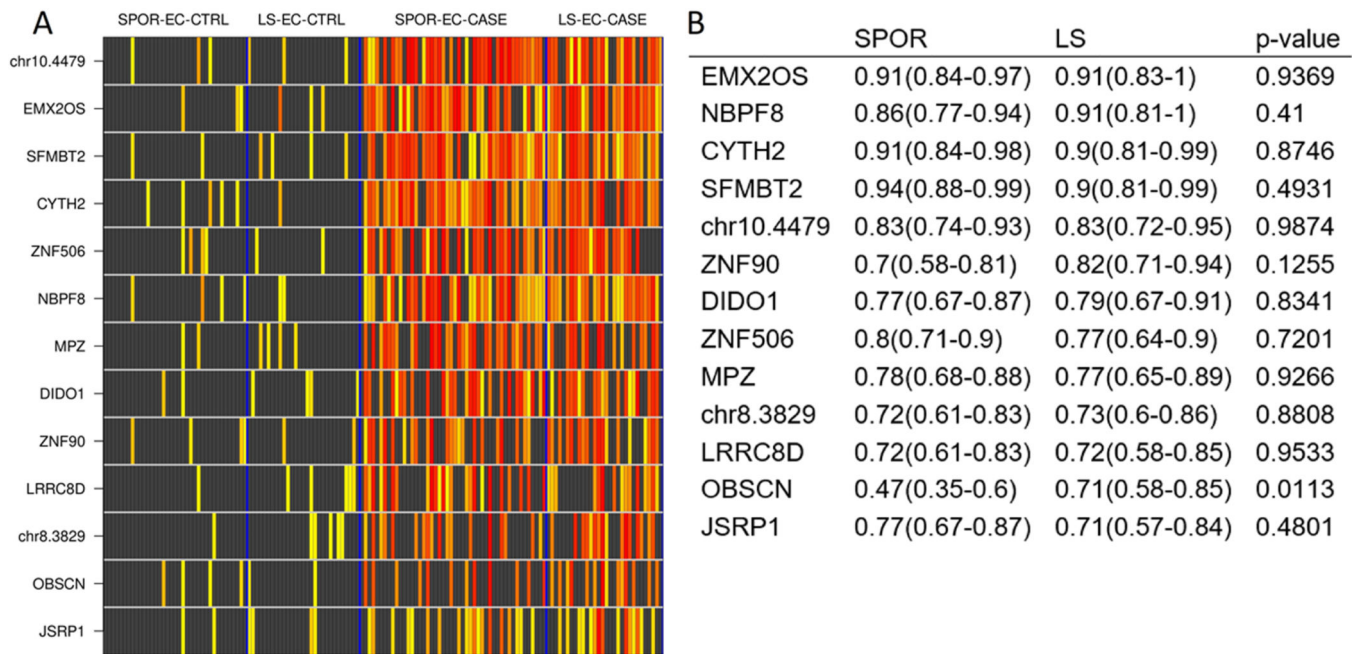 A
SPOR-EC-CTRL LS-EC-CTRL SPOR-EC-CASE LS-EC-CASE
chr10.4479
EMX2OS
SFMBT2
CYTH2
ZNF506
NBPF8
MPZ
DIDO1
ZNF90
LRRC8D
chr8.3829
OBSCN
JSRP1
B
SPOR LS p-value
EMX2OS 0.91(0.84-0.97) 0.91(0.83-1) 0.9369
NBPF8 0.86(0.77-0.94) 0.91(0.81-1) 0.41
CYTH2 0.91(0.84-0.98) 0.9(0.81-0.99) 0.8746
SFMBT2 0.94(0.88-0.99) 0.9(0.81-0.99) 0.4931
chr10.4479 0.83(0.74-0.93) 0.83(0.72-0.95) 0.9874
ZNF90 0.7(0.58-0.81) 0.82(0.71-0.94) 0.1255
DIDO1 0.77(0.67-0.87) 0.79(0.67-0.91) 0.8341
ZNF506 0.8(0.71-0.9) 0.77(0.64-0.9) 0.7201
MPZ 0.78(0.68-0.88) 0.77(0.65-0.89) 0.9266
chr8.3829 0.72(0.61-0.83) 0.73(0.6-0.86) 0.8808
LRRC8D 0.72(0.61-0.83) 0.72(0.58-0.85) 0.9533
OBSCN 0.47(0.35-0.6) 0.71(0.58-0.85) 0.0113
JSRP1 0.77(0.67-0.87) 0.71(0.57-0.84) 0.4801